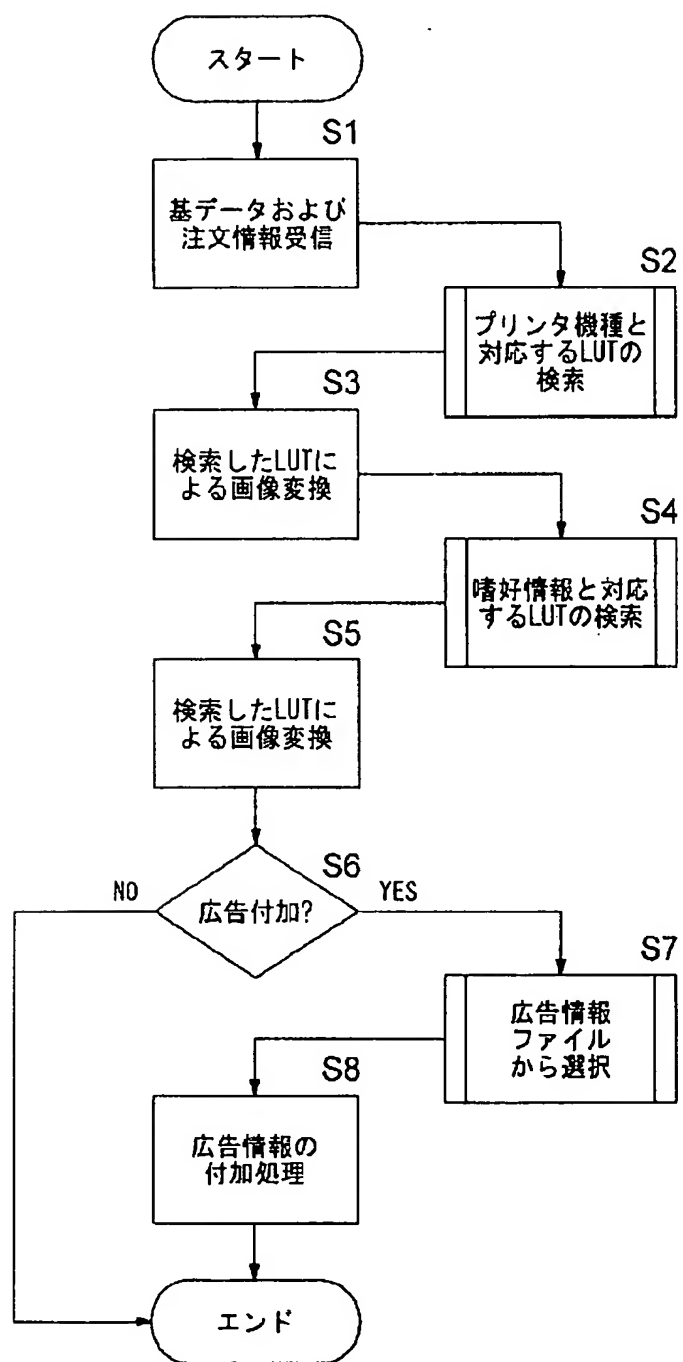 スタート
S1
基データおよび
注文情報受信
S2
プリンタ機種と
対応するLUTの
検索
S3
検索したLUTに
よる画像変換
S4
嗜好情報と対応
するLUTの検索
S5
検索したLUTに
よる画像変換
S6
NO
広告付加?
YES
S7
広告情報
ファイル
から選択
S8
広告情報の
付加処理
エンド